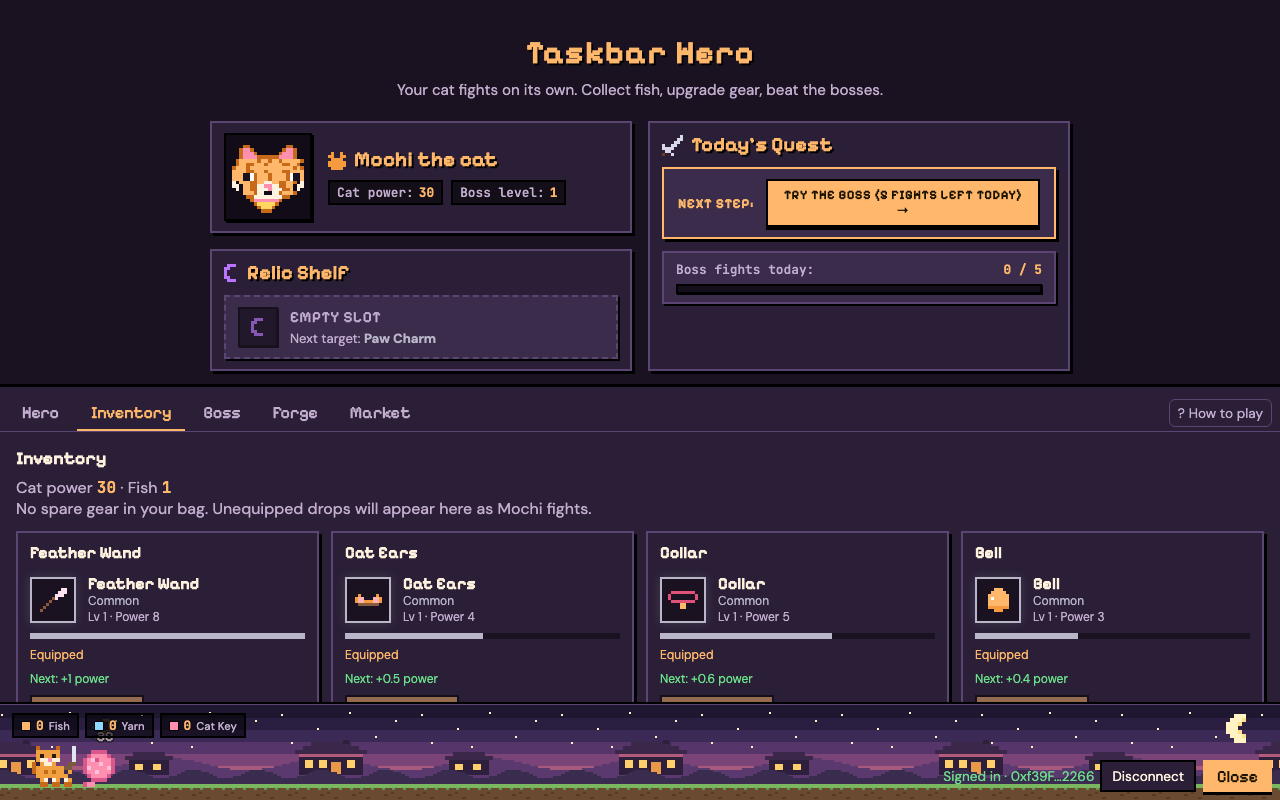 Taskbar Hero
Your cat fights on its own. Collect fish, upgrade gear, beat the bosses.
Mochi the cat
Cat power: 30
Boss level: 1
Relic Shelf
EMPTY SLOT
Next target: Paw Charm
Today's Quest
NEXT STEP:
TRY THE BOSS (5 FIGHTS LEFT TODAY)
→
Boss fights today: 0 / 5
Hero
Inventory
Boss
Forge
Market
? How to play
Inventory
Cat power 30 · Fish 1
No spare gear in your bag. Unequipped drops will appear here as Mochi fights.
Feather Wand
Feather Wand
Common
Lv 1 · Power 8
Equipped
Next: +1 power
Cat Ears
Cat Ears
Common
Lv 1 · Power 4
Equipped
Next: +0.5 power
Collar
Collar
Common
Lv 1 · Power 5
Equipped
Next: +0.6 power
Bell
Bell
Common
Lv 1 · Power 3
Equipped
Next: +0.4 power
0 Fish
0 Yarn
0 Cat Key
Signed in · 0xf39F…2266
Disconnect
Close